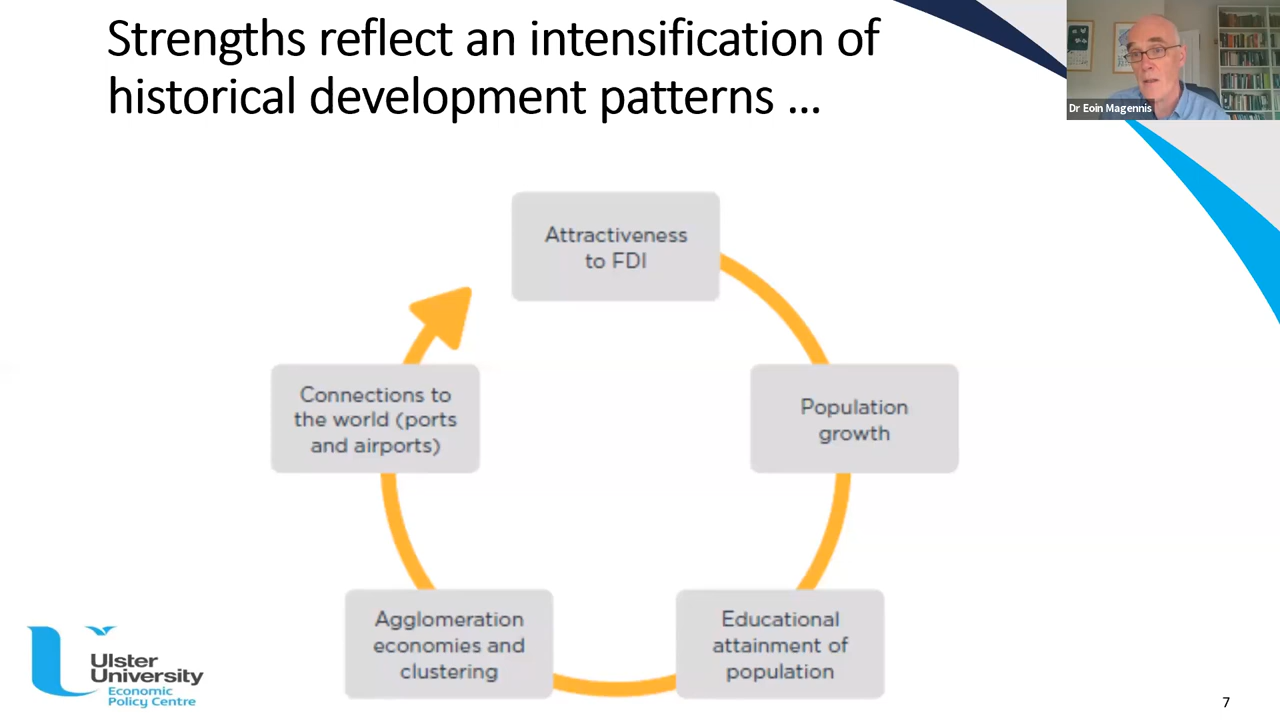 Strengths reflect an intensification of
historical development patterns ...
Dr Eoin Magennis
Attractiveness
to FDI
Population
growth
Educational
attainment of
population
Agglomeration
economies and
clustering
Connections to
the world (ports
and airports)
Ulster
University
Economic
Policy Centre
7